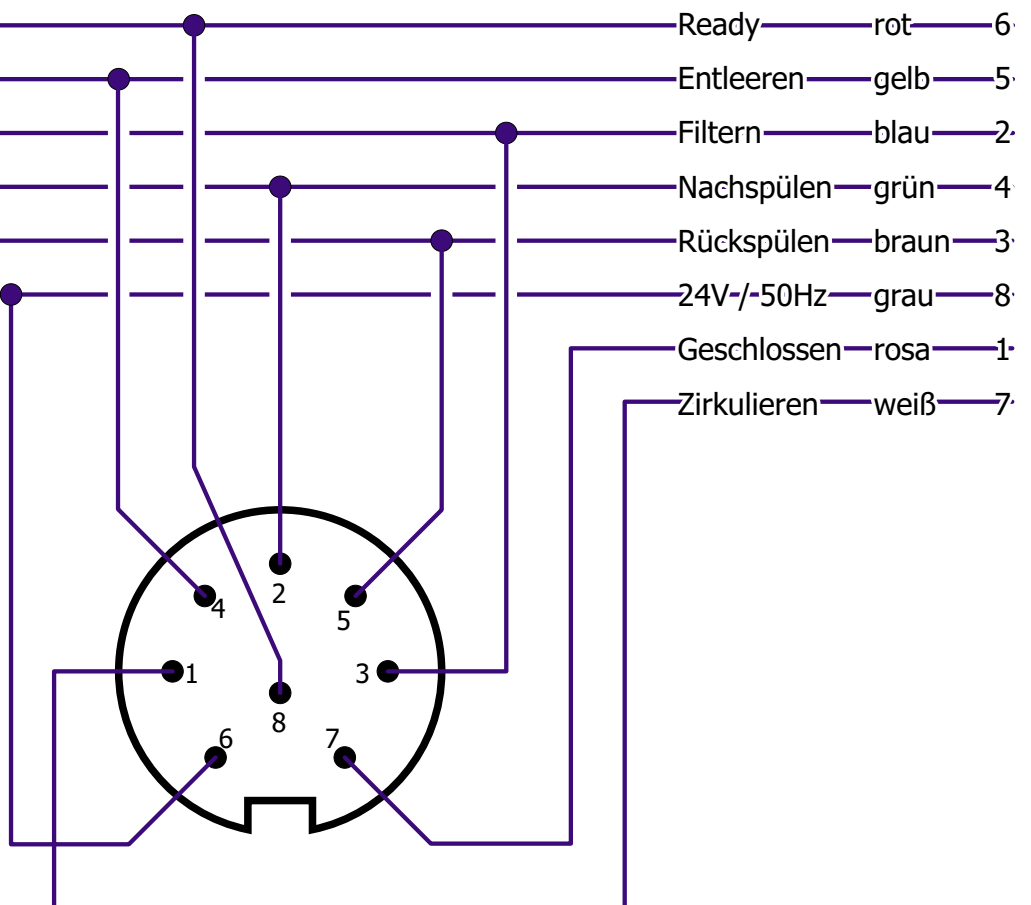 Ready rot 6
Entleeren gelb 5
Filtern blau 2
Nachspülen grün 4
Rückspülen braun 3
24V / 50Hz grau 8
Geschlossen rosa 1
Zirkulieren weiß 7
2
4
5
1
3
8
6
7